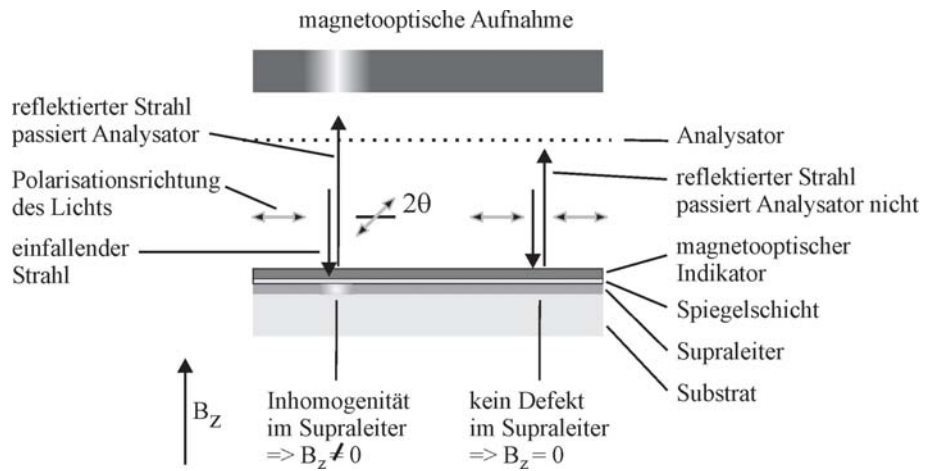 magnetooptische Aufnahme
reflektierter Strahl
passiert Analysator
Polarisationsrichtung
des Lichts
einfallender
Strahl
2θ
Analysator
reflektierter Strahl
passiert Analysator nicht
magnetooptischer
Indikator
Spiegelschicht
Supraleiter
Substrat
B_z
Inhomogenität
im Supraleiter
=> B_z ≠ 0
kein Defekt
im Supraleiter
=> B_z = 0